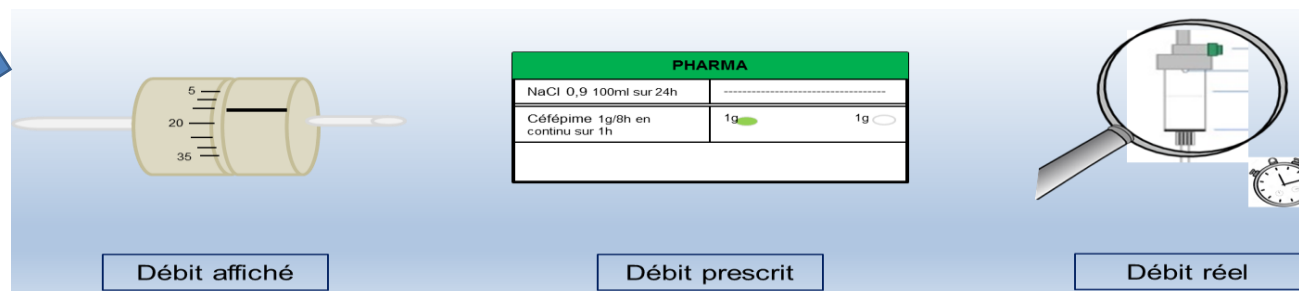 5
20
35
PHARMA
NaCl 0,9 100ml sur 24h
Céfépime 1g/8h en
continu sur 1h
1g
1g
Débit affiché
Débit prescrit
Débit réel